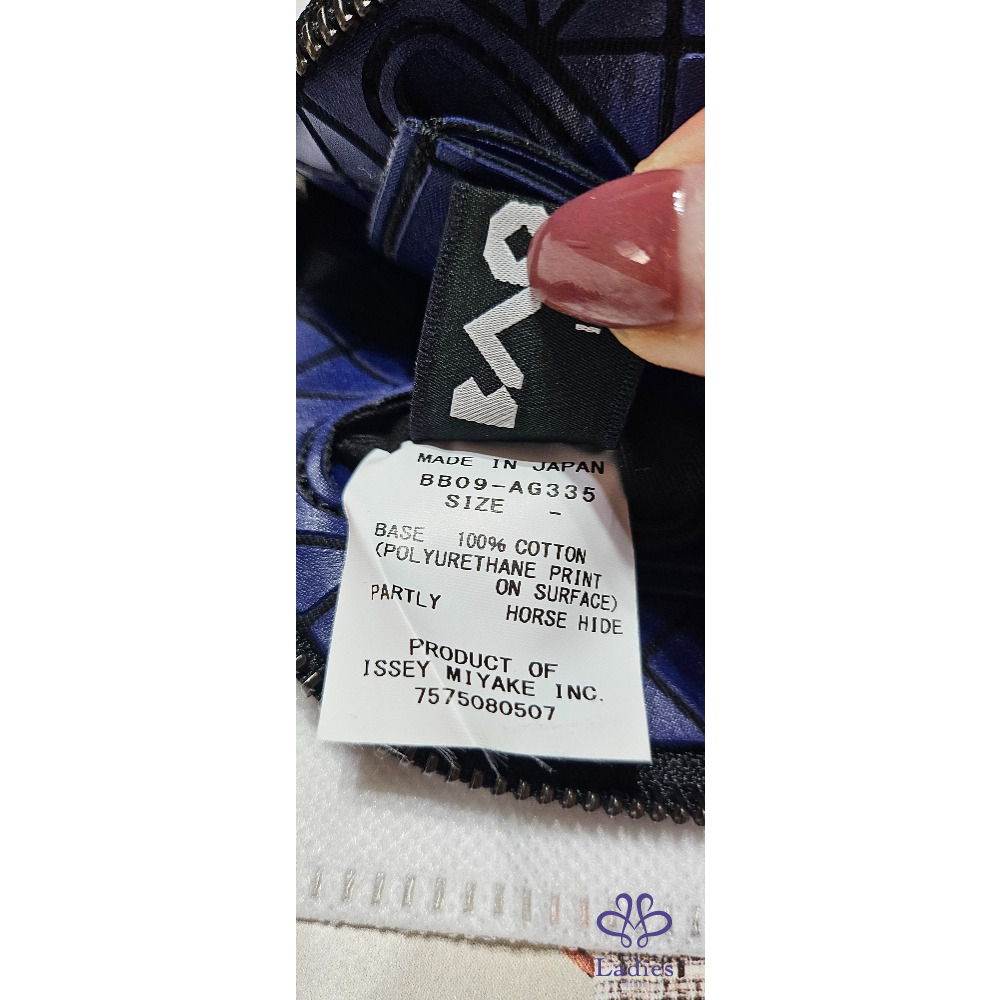 MADE IN JAPAN
BB09-AG335
SIZE -
BASE 100% COTTON
(POLYURETHANE PRINT
ON SURFACE)
PARTLY HORSE HIDE
PRODUCT OF
ISSEY MIYAKE INC.
7575080507
Ladies